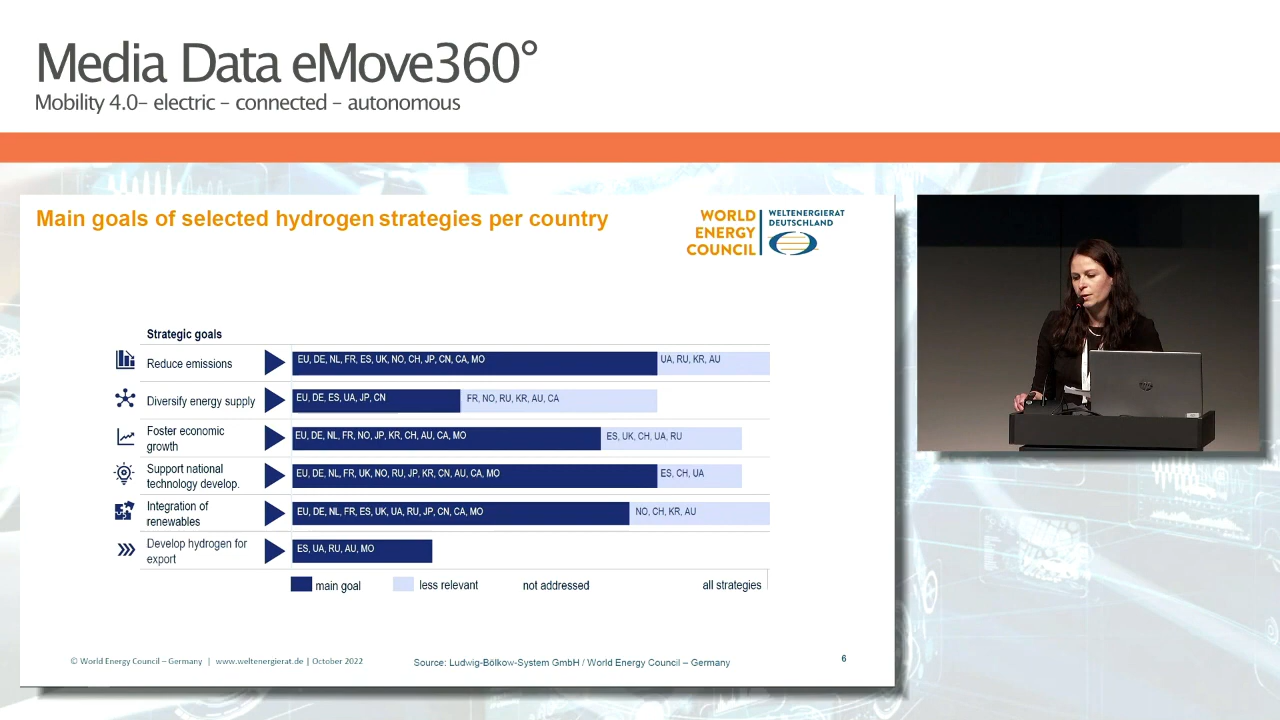 Media Data eMove360°
Mobility 4.0– electric – connected – autonomous
Main goals of selected hydrogen strategies per country
WORLD
ENERGY
COUNCIL
WELTENERGIERAT
DEUTSCHLAND
Strategic goals
Reduce emissions
EU, DE, NL, FR, ES, UK, NO, CH, JP, CN, CA, MO
UA, RU, KR, AU
Diversify energy supply
EU, DE, ES, UA, JP, CN
FR, NO, RU, KR, AU, CA
Foster economic
growth
EU, DE, NL, FR, NO, JP, KR, CH, AU, CA, MO
ES, UK, CH, UA, RU
Support national
technology develop.
EU, DE, NL, FR, UK, NO, RU, JP, KR, CN, AU, CA, MO
ES, CH, UA
Integration of
renewables
EU, DE, NL, FR, ES, UK, UA, RU, JP, CN, CA, MO
NO, CH, KR, AU
Develop hydrogen for
export
ES, UA, RU, AU, MO
main goal
less relevant
not addressed
all strategies
© World Energy Council – Germany | www.weltenergierat.de | October 2022
Source: Ludwig-Bölkow-System GmbH / World Energy Council – Germany
6
hp